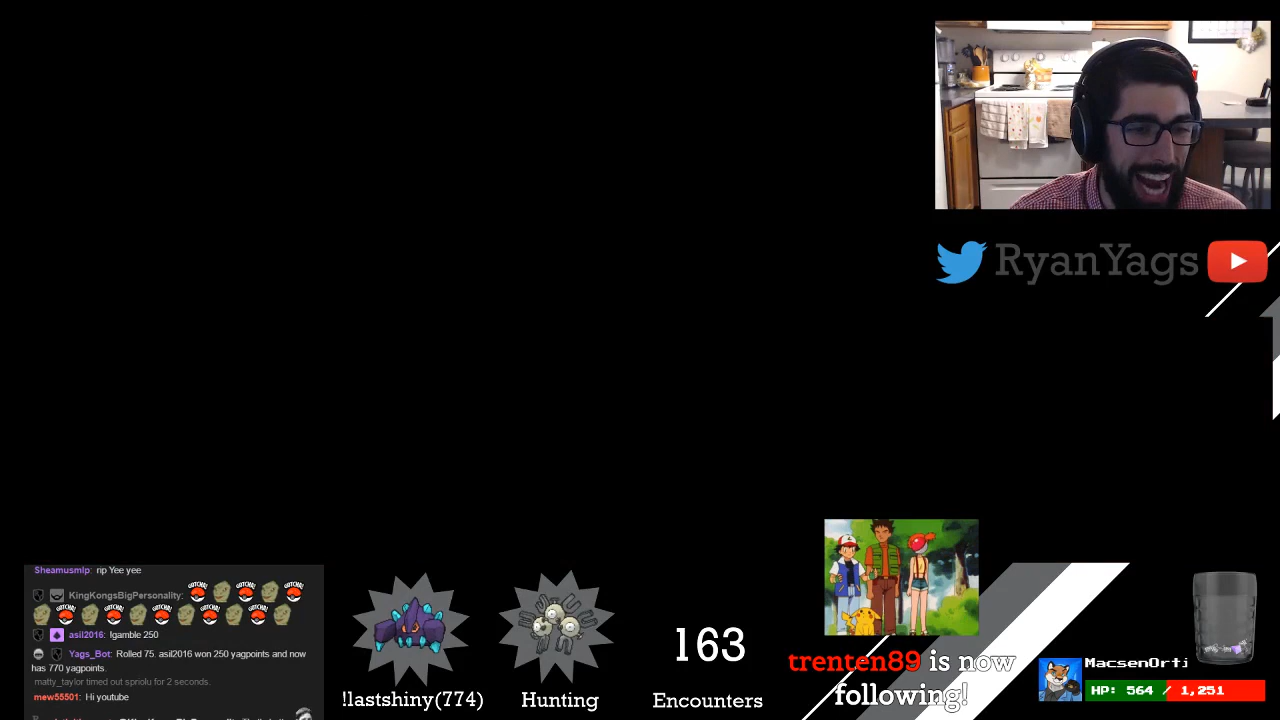 RyanYags
Sheamusmlp: rip Yee yee
KingKongsBigPersonality:
asil2016: !gamble 250
Yags_Bot: Rolled 75. asil2016 won 250 yagpoints and now
has 770 yagpoints.
matty_taylor timed out spriolu for 2 seconds.
mew55501: Hi youtube
!lastshiny(774)
Hunting
163
Encounters
trenten89 is now
following!
MacsenOrti
HP: 564 / 1,251